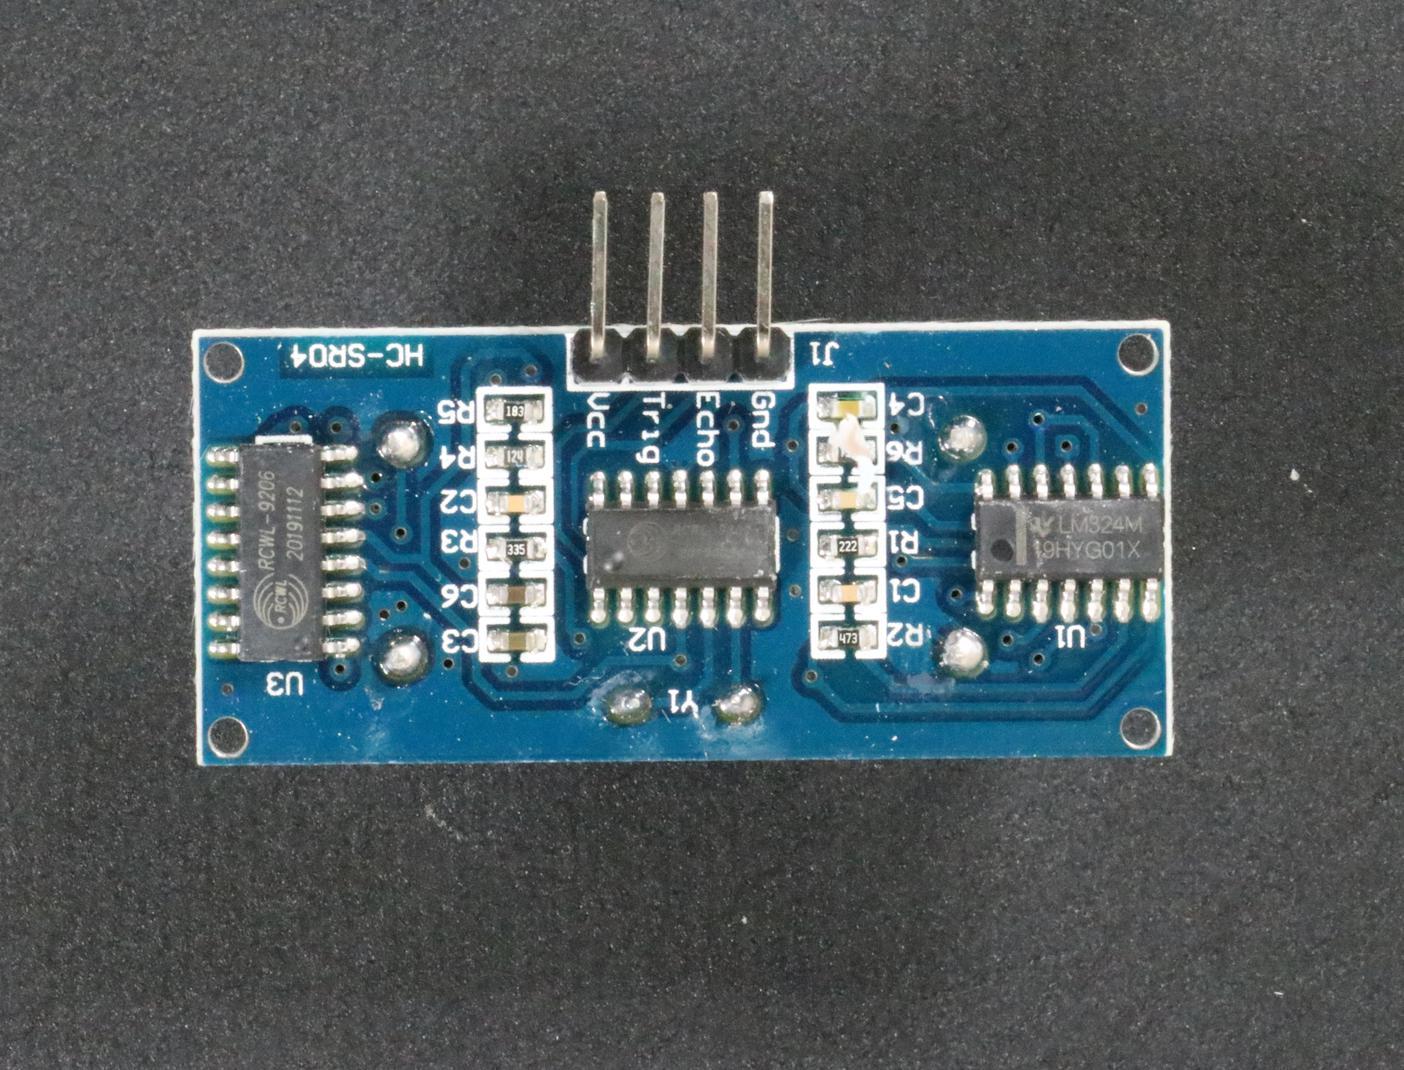 HC-SR04
J1
Vcc
Trig
Echo
Gnd
R5
183
R4
124
C2
R3
335
C6
C3
C4
R6
C5
R1
222
C1
R2
473
RCWL-9206
20191112
RCWL
U3
U2
Y1
LM324M
19HYG01X
U1